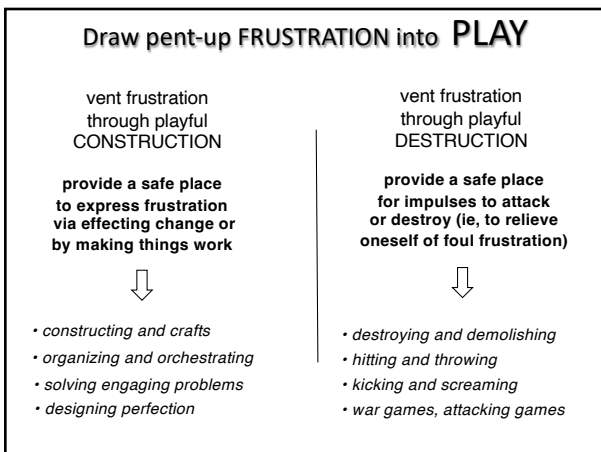 Draw pent-up FRUSTRATION into PLAY
vent frustration
through playful
CONSTRUCTION
provide a safe place
to express frustration
via effecting change or
by making things work
• constructing and crafts
• organizing and orchestrating
• solving engaging problems
• designing perfection
vent frustration
through playful
DESTRUCTION
provide a safe place
for impulses to attack
or destroy (ie, to relieve
oneself of foul frustration)
• destroying and demolishing
• hitting and throwing
• kicking and screaming
• war games, attacking games